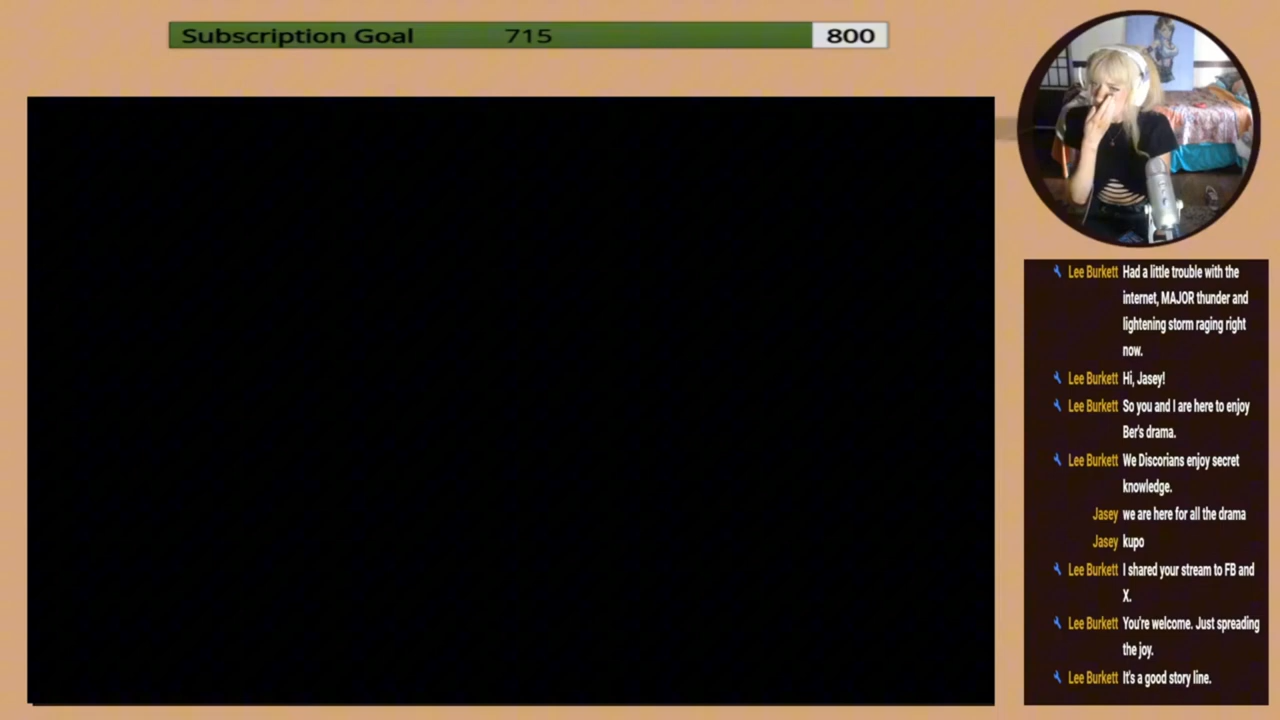 Subscription Goal 715 800
Lee Burkett Had a little trouble with the
internet, MAJOR thunder and
lightening storm raging right
now.
Lee Burkett Hi, Jasey!
Lee Burkett So you and I are here to enjoy
Ber's drama.
Lee Burkett We Discorians enjoy secret
knowledge.
Jasey we are here for all the drama
Jasey kupo
Lee Burkett I shared your stream to FB and
X.
Lee Burkett You're welcome. Just spreading
the joy.
Lee Burkett It's a good story line.